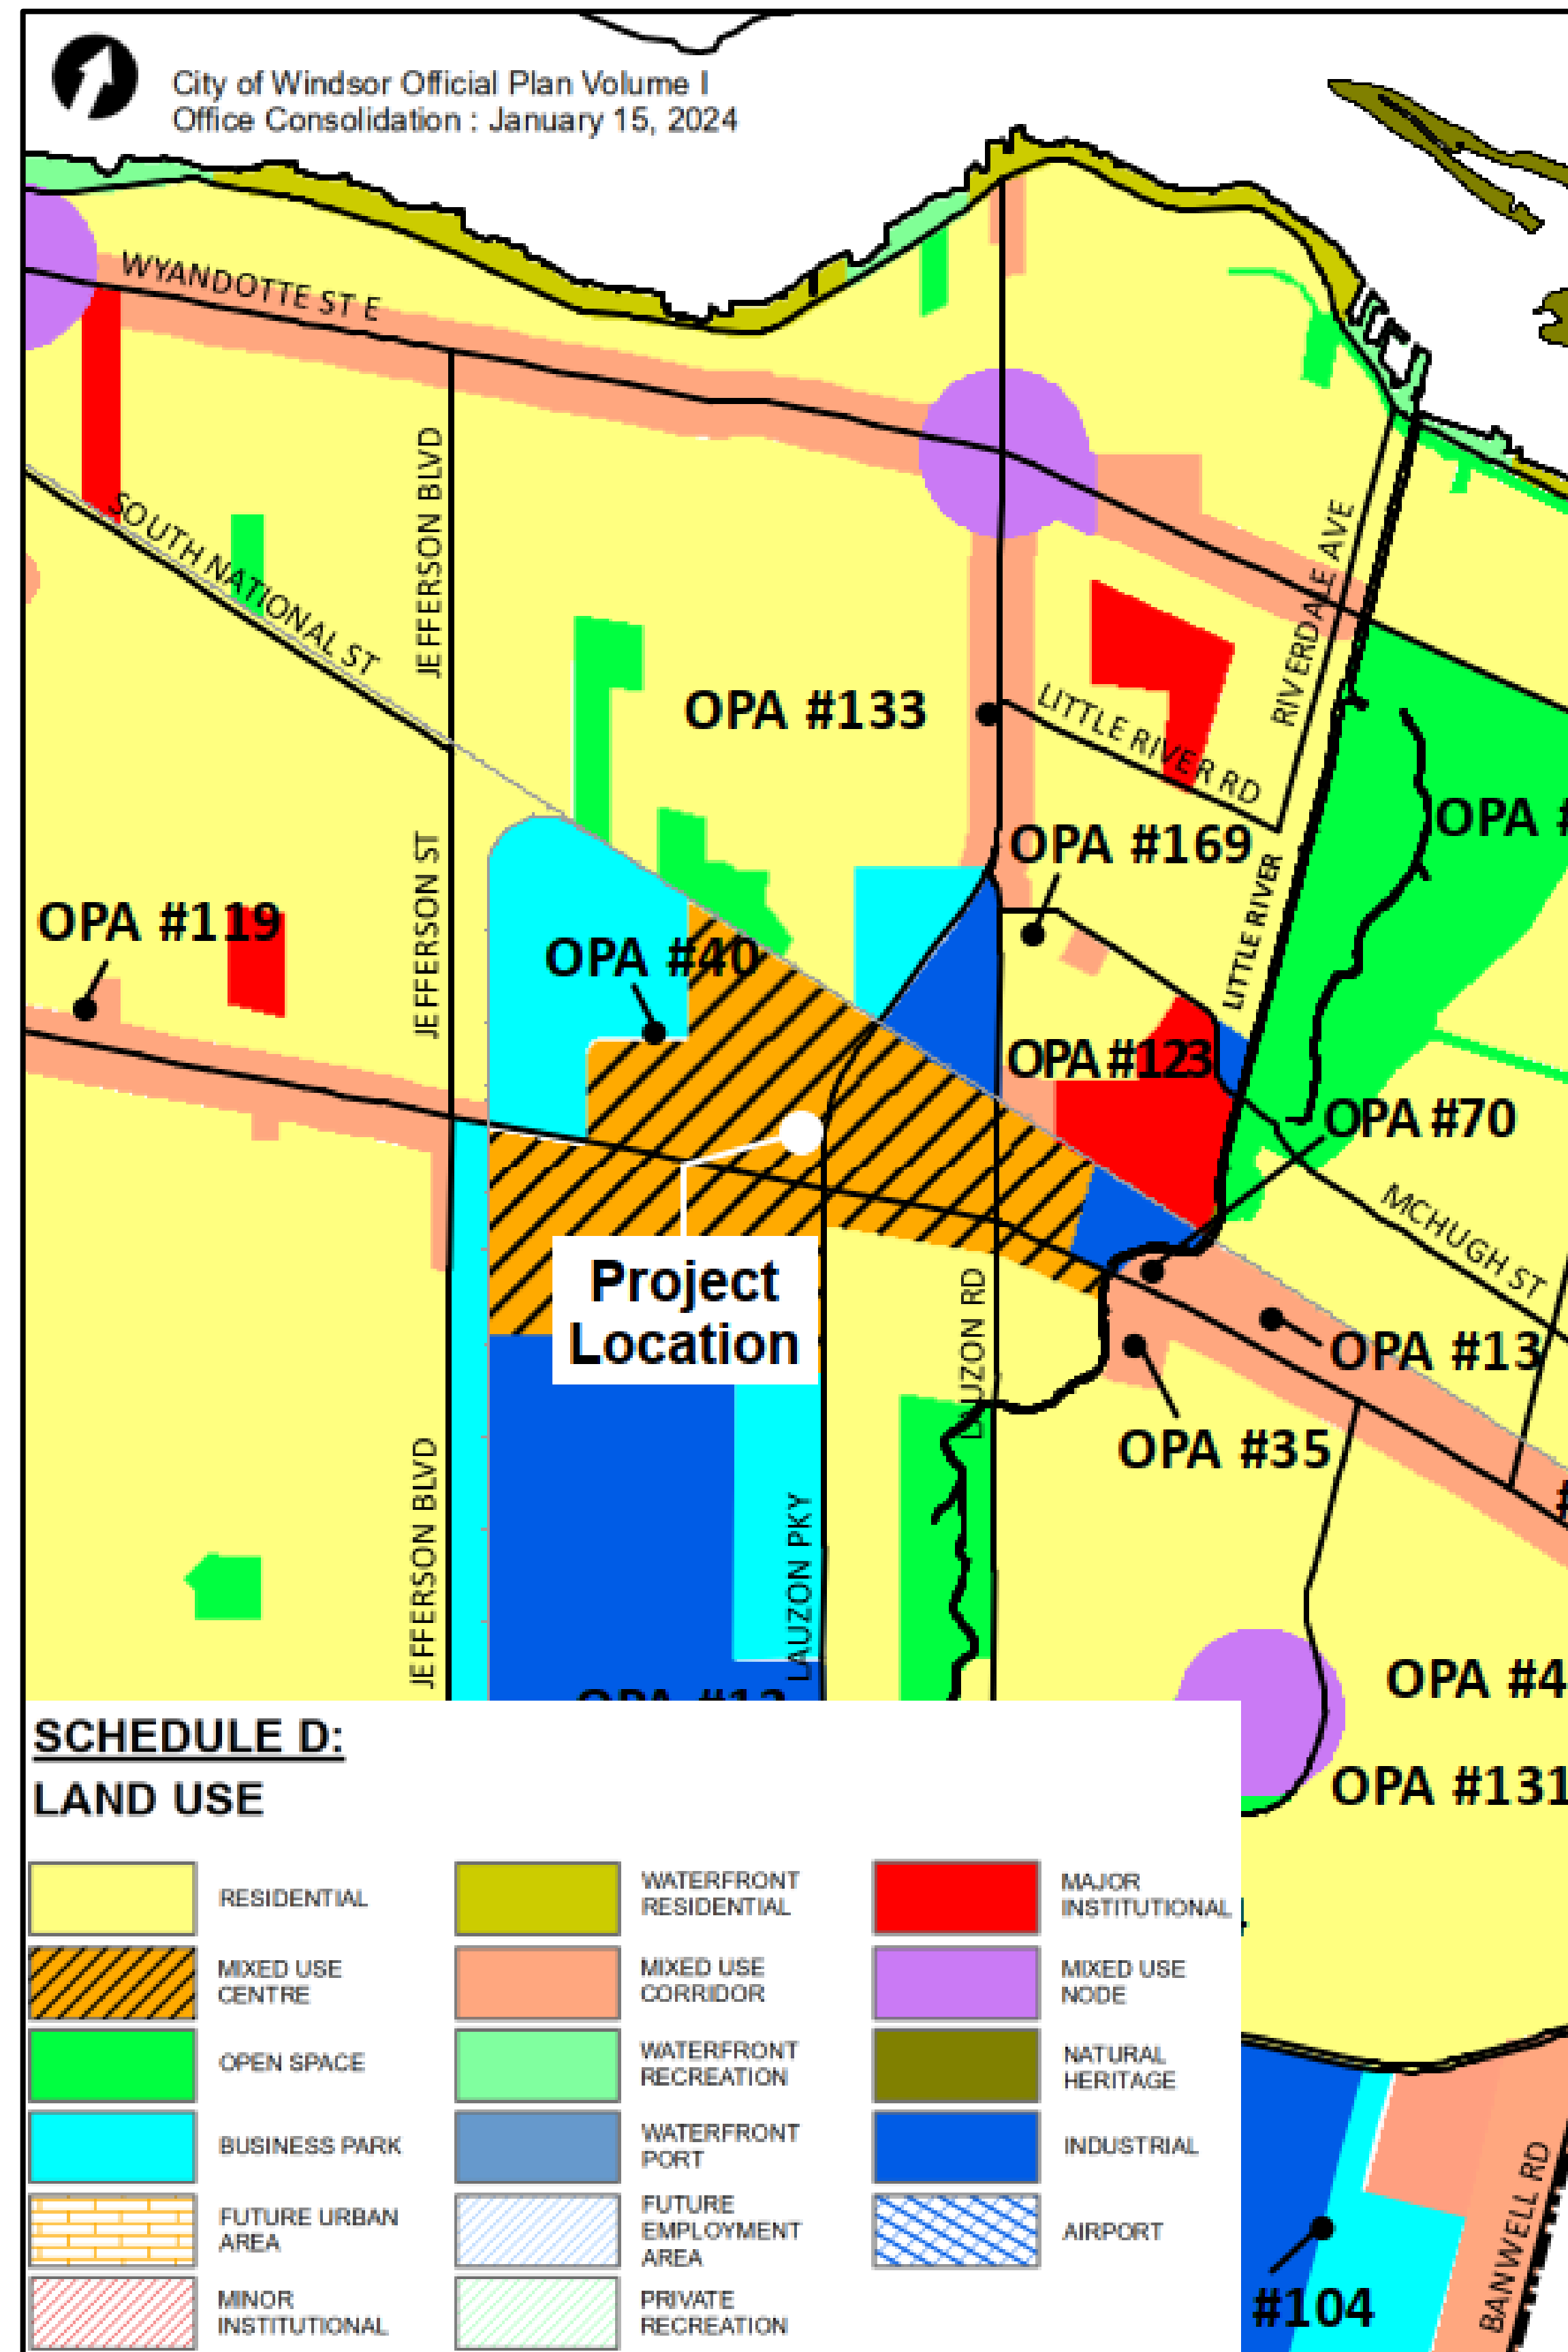 City of Windsor Official Plan Volume I
Office Consolidation : January 15, 2024
WYANDOTTE ST E
SOUTH NATIONAL ST
JEFFERSON BLVD
RIVERDALE AVE
OPA #133
LITTLE RIVER RD
OPA #169
OPA #
LITTLE RIVER
JEFFERSON ST
OPA #119
OPA #40
OPA #123
OPA #70
MCHUGH ST
Project
Location
LAUZON RD
OPA #13
OPA #35
JEFFERSON BLVD
LAUZON PKY
OPA #4
OPA #131
SCHEDULE D:
LAND USE
RESIDENTIAL
WATERFRONT
RESIDENTIAL
MAJOR
INSTITUTIONAL
MIXED USE
CENTRE
MIXED USE
CORRIDOR
MIXED USE
NODE
OPEN SPACE
WATERFRONT
RECREATION
NATURAL
HERITAGE
BUSINESS PARK
WATERFRONT
PORT
INDUSTRIAL
FUTURE URBAN
AREA
FUTURE
EMPLOYMENT
AREA
AIRPORT
MINOR
INSTITUTIONAL
PRIVATE
RECREATION
#104
BANWELL RD